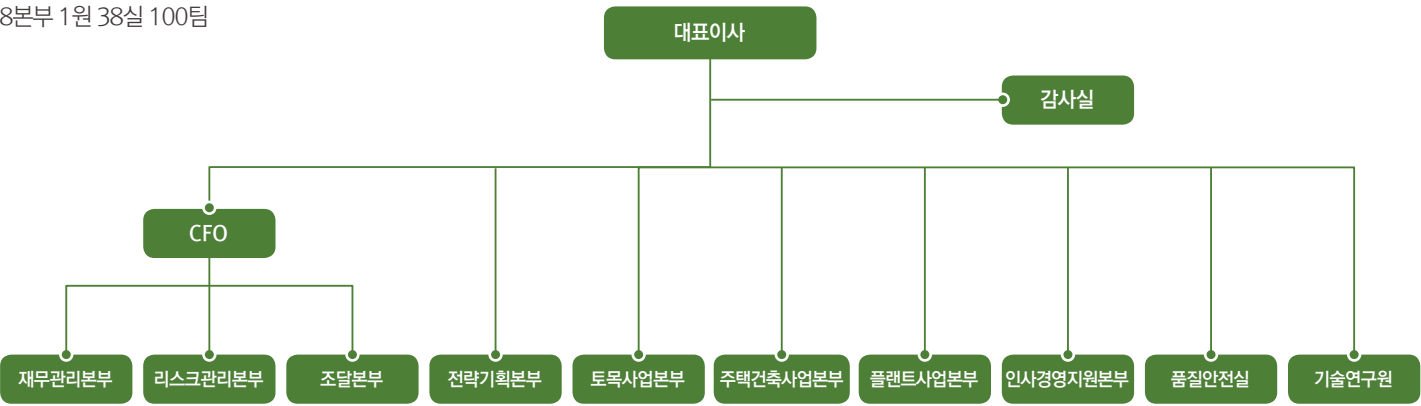 8본부 1원 38실 100팀
대표이사
감사실
CFO
재무관리본부
리스크관리본부
조달본부
전략기획본부
토목사업본부
주택건축사업본부
플랜트사업본부
인사경영지원본부
품질안전실
기술연구원